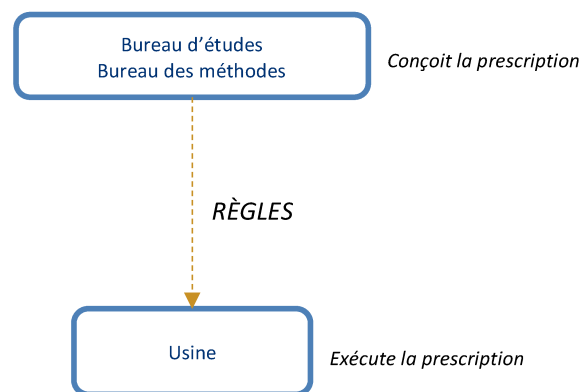 Bureau d’études
Bureau des méthodes
Conçoit la prescription
RÈGLES
Usine
Exécute la prescription